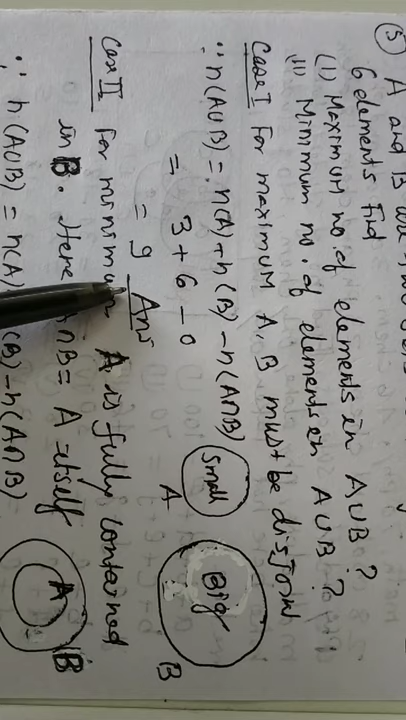 ⑤ A and B are
6 elements find
(i) Maximum no. of elements in A∪B?
(ii) Minimum no. of elements in A∪B?
Case I For maximum A, B must be disjoint
∵ n(A∪B) = n(A) + n(B) - n(A∩B)
= 3 + 6 - 0
= 9 Ans
Small
A
Big
B
Case II For minimum A is fully contained
in B. Here A∩B = A itself
∵ n(A∪B) = n(A) (B) - n(A∩B)
A
B